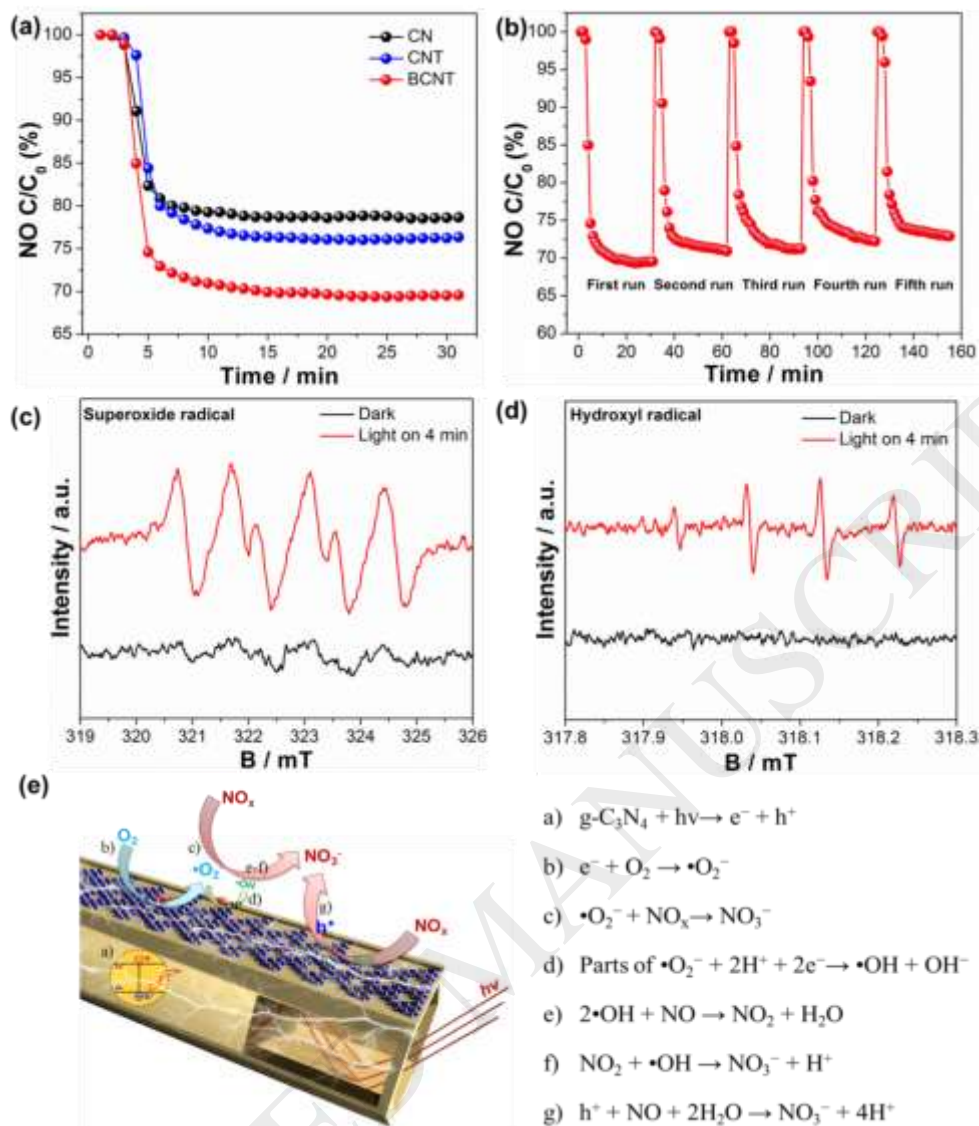 (a)
CN
CNT
BCNT
NO C/C₀ (%)
100
95
90
85
80
75
70
65
0 5 10 15 20 25 30
Time / min
(b)
NO C/C₀ (%)
100
95
90
85
80
75
70
65
60
First run Second run Third run Fourth run Fifth run
0 20 40 60 80 100 120 140 160
Time / min
(c)
Superoxide radical
Dark
Light on 4 min
Intensity / a.u.
319 320 321 322 323 324 325 326
B / mT
(d)
Hydroxyl radical
Dark
Light on 4 min
Intensity / a.u.
317.8 317.9 318.0 318.1 318.2 318.3
B / mT
(e)
NOₓ
O₂
b)
c)
•O₂
e-f)
NO₃⁻
•OH
d)
g)
h⁺
NOₓ
a)
hv
a) g-C₃N₄ + hν→ e⁻ + h⁺
b) e⁻ + O₂ → •O₂⁻
c) •O₂⁻ + NOₓ→ NO₃⁻
d) Parts of •O₂⁻ + 2H⁺ + 2e⁻→ •OH + OH⁻
e) 2•OH + NO → NO₂ + H₂O
f) NO₂ + •OH → NO₃⁻ + H⁺
g) h⁺ + NO + 2H₂O → NO₃⁻ + 4H⁺
MANUSCRI